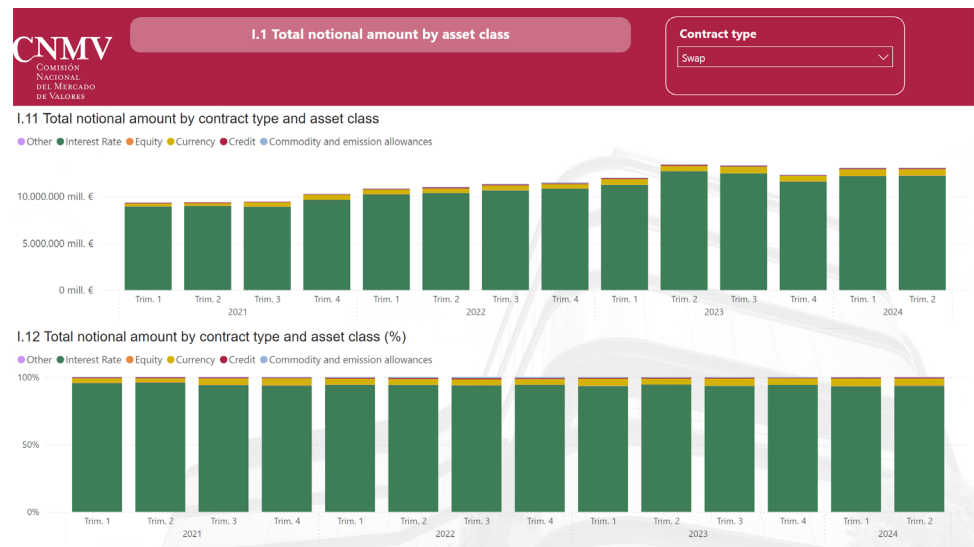 CNMV
COMISIÓN
NACIONAL
DEL MERCADO
DE VALORES
I.1 Total notional amount by asset class
Contract type
Swap
I.11 Total notional amount by contract type and asset class
Other Interest Rate Equity Currency Credit Commodity and emission allowances
10.000.000 mill. €
5.000.000 mill. €
0 mill. €
Trim. 1 Trim. 2 Trim. 3 Trim. 4 Trim. 1 Trim. 2 Trim. 3 Trim. 4 Trim. 1 Trim. 2 Trim. 3 Trim. 4 Trim. 1 Trim. 2
2021 2022 2023 2024
I.12 Total notional amount by contract type and asset class (%)
Other Interest Rate Equity Currency Credit Commodity and emission allowances
100%
50%
0%
Trim. 1 Trim. 2 Trim. 3 Trim. 4 Trim. 1 Trim. 2 Trim. 3 Trim. 4 Trim. 1 Trim. 2 Trim. 3 Trim. 4 Trim. 1 Trim. 2
2021 2022 2023 2024